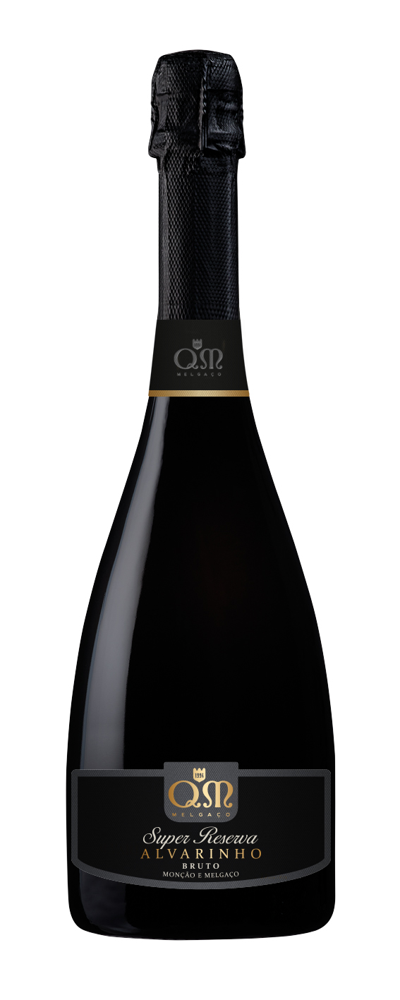 QM
MELGAÇO
1994
QM
MELGAÇO
Super Reserva
ALVARINHO
BRUTO
MONÇÃO E MELGAÇO